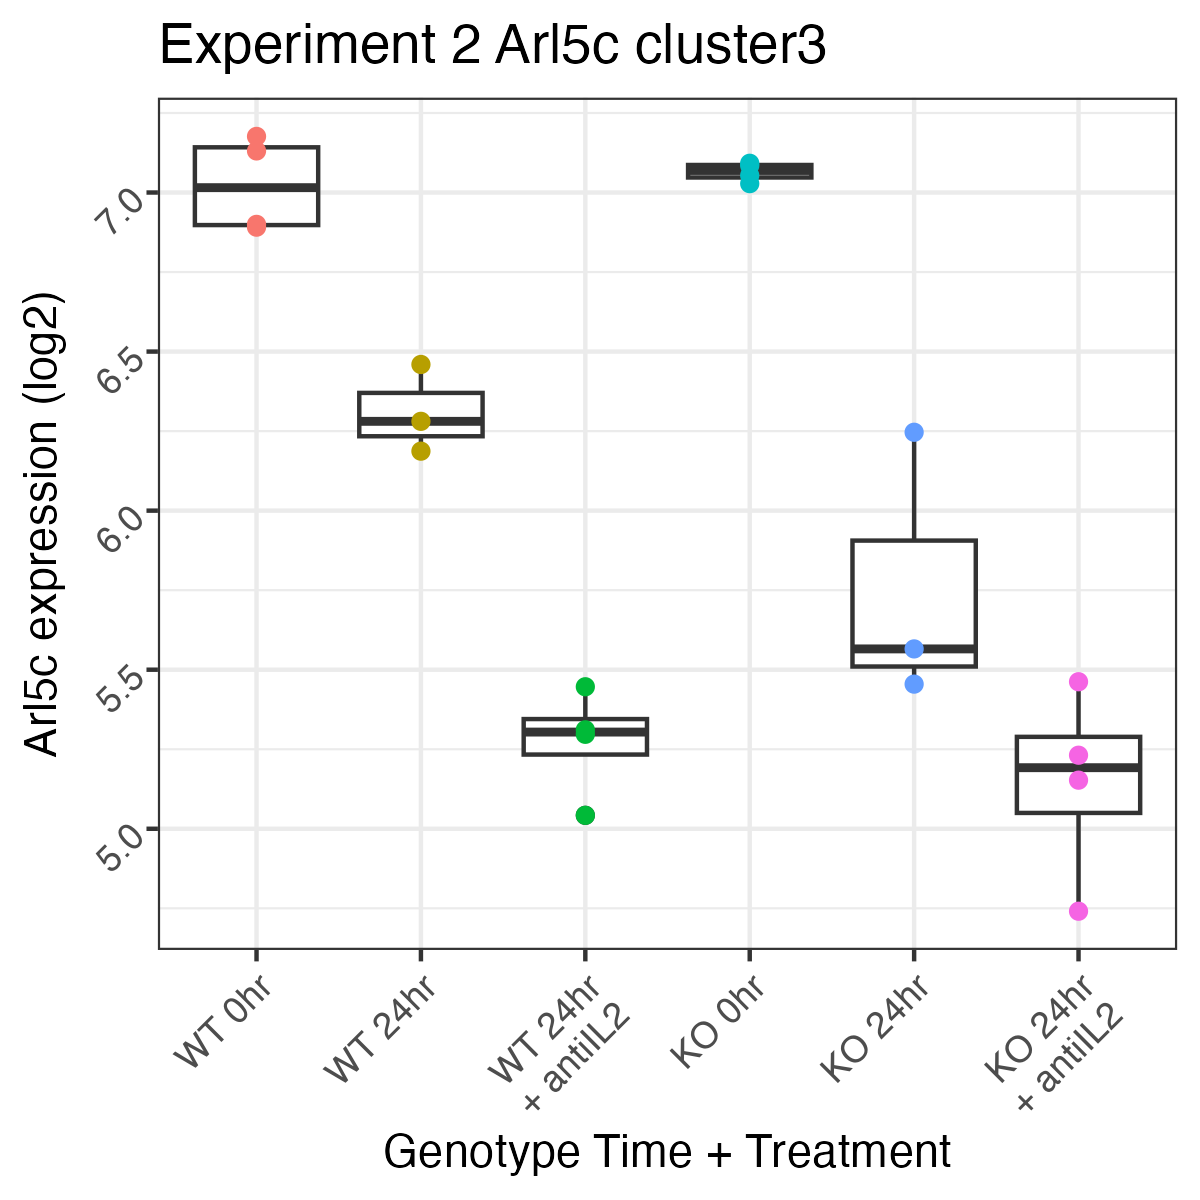 Experiment 2 Arl5c cluster3
Arl5c expression (log2)
7.0
6.5
6.0
5.5
5.0
WT 0hr
WT 24hr
WT 24hr
+ antiIL2
KO 0hr
KO 24hr
KO 24hr
+ antiIL2
Genotype Time + Treatment